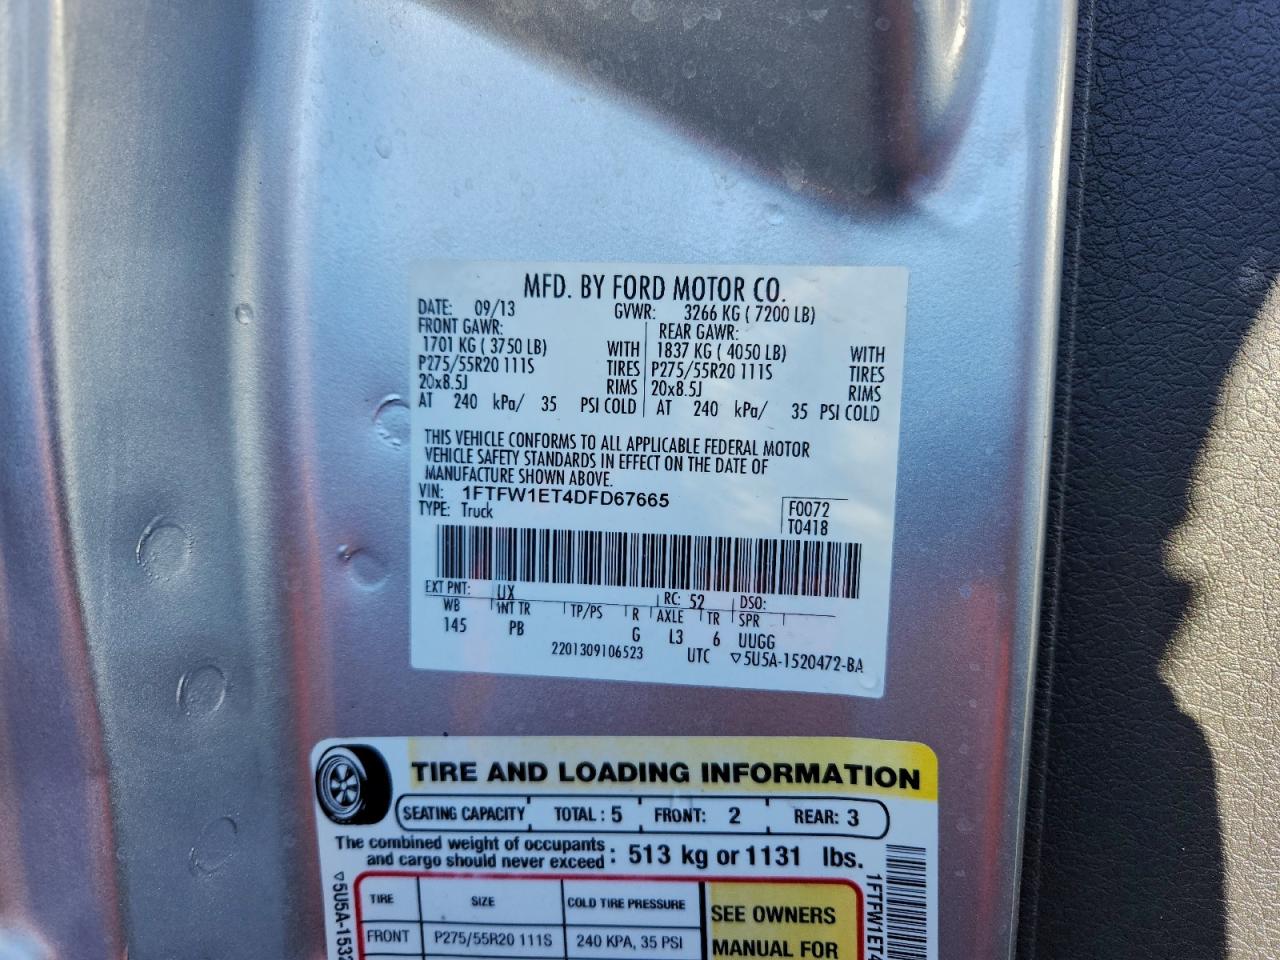 MFD. BY FORD MOTOR CO.
DATE: 09/13 GVWR: 3266 KG ( 7200 LB)
FRONT GAWR: REAR GAWR:
1701 KG ( 3750 LB) WITH 1837 KG ( 4050 LB) WITH
P275/55R20 111S TIRES P275/55R20 111S TIRES
20x8.5J RIMS 20x8.5J RIMS
AT 240 kPa/ 35 PSI COLD AT 240 kPa/ 35 PSI COLD
THIS VEHICLE CONFORMS TO ALL APPLICABLE FEDERAL MOTOR
VEHICLE SAFETY STANDARDS IN EFFECT ON THE DATE OF
MANUFACTURE SHOWN ABOVE.
VIN: 1FTFW1ET4DFD67665
TYPE: Truck
F0072
T0418
EXT PNT: UX RC: 52 DSO:
WB INT TR TP/PS R AXLE TR SPR
145 PB G L3 6 UUGG
2201309106523 UTC ▽5U5A-1520472-BA
TIRE AND LOADING INFORMATION
SEATING CAPACITY TOTAL : 5 FRONT: 2 REAR: 3
The combined weight of occupants
and cargo should never exceed : 513 kg or 1131 lbs.
TIRE SIZE COLD TIRE PRESSURE
FRONT P275/55R20 111S 240 KPA, 35 PSI
SEE OWNERS
MANUAL FOR
▽5U5A-1532
1FTFW1ET4